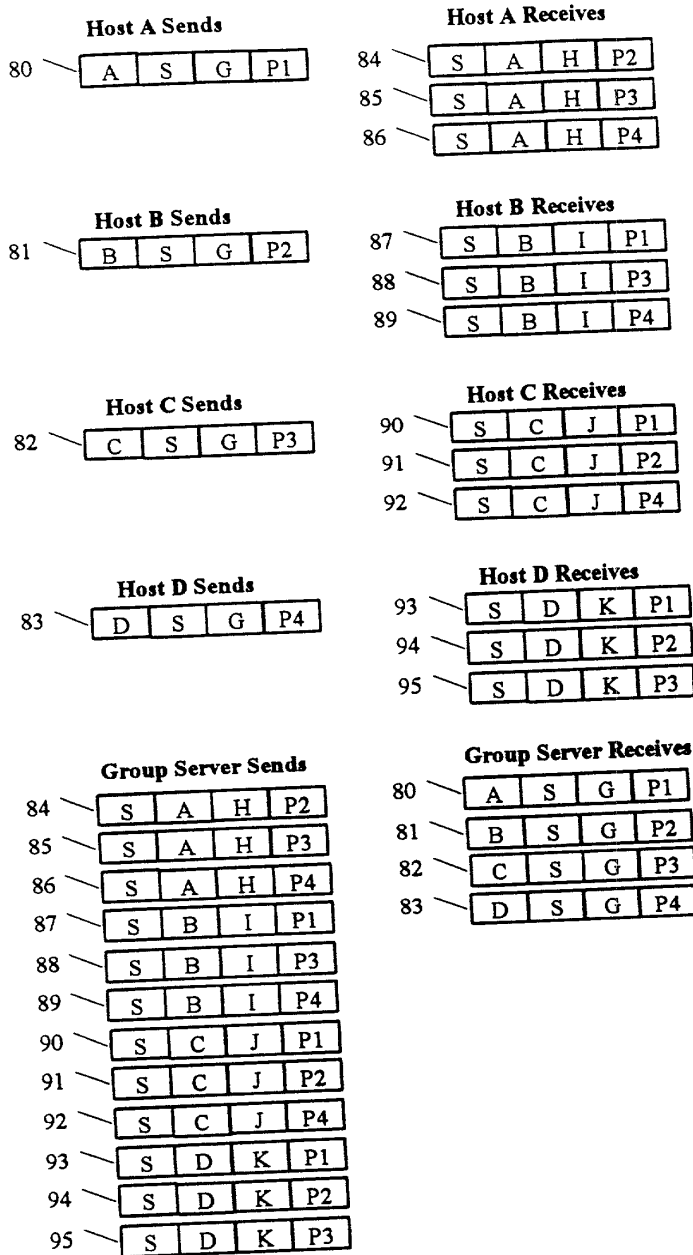 Host A Sends
80 A S G P1
Host A Receives
84 S A H P2
85 S A H P3
86 S A H P4
Host B Sends
81 B S G P2
Host B Receives
87 S B I P1
88 S B I P3
89 S B I P4
Host C Sends
82 C S G P3
Host C Receives
90 S C J P1
91 S C J P2
92 S C J P4
Host D Sends
83 D S G P4
Host D Receives
93 S D K P1
94 S D K P2
95 S D K P3
Group Server Sends
84 S A H P2
85 S A H P3
86 S A H P4
87 S B I P1
88 S B I P3
89 S B I P4
90 S C J P1
91 S C J P2
92 S C J P4
93 S D K P1
94 S D K P2
95 S D K P3
Group Server Receives
80 A S G P1
81 B S G P2
82 C S G P3
83 D S G P4